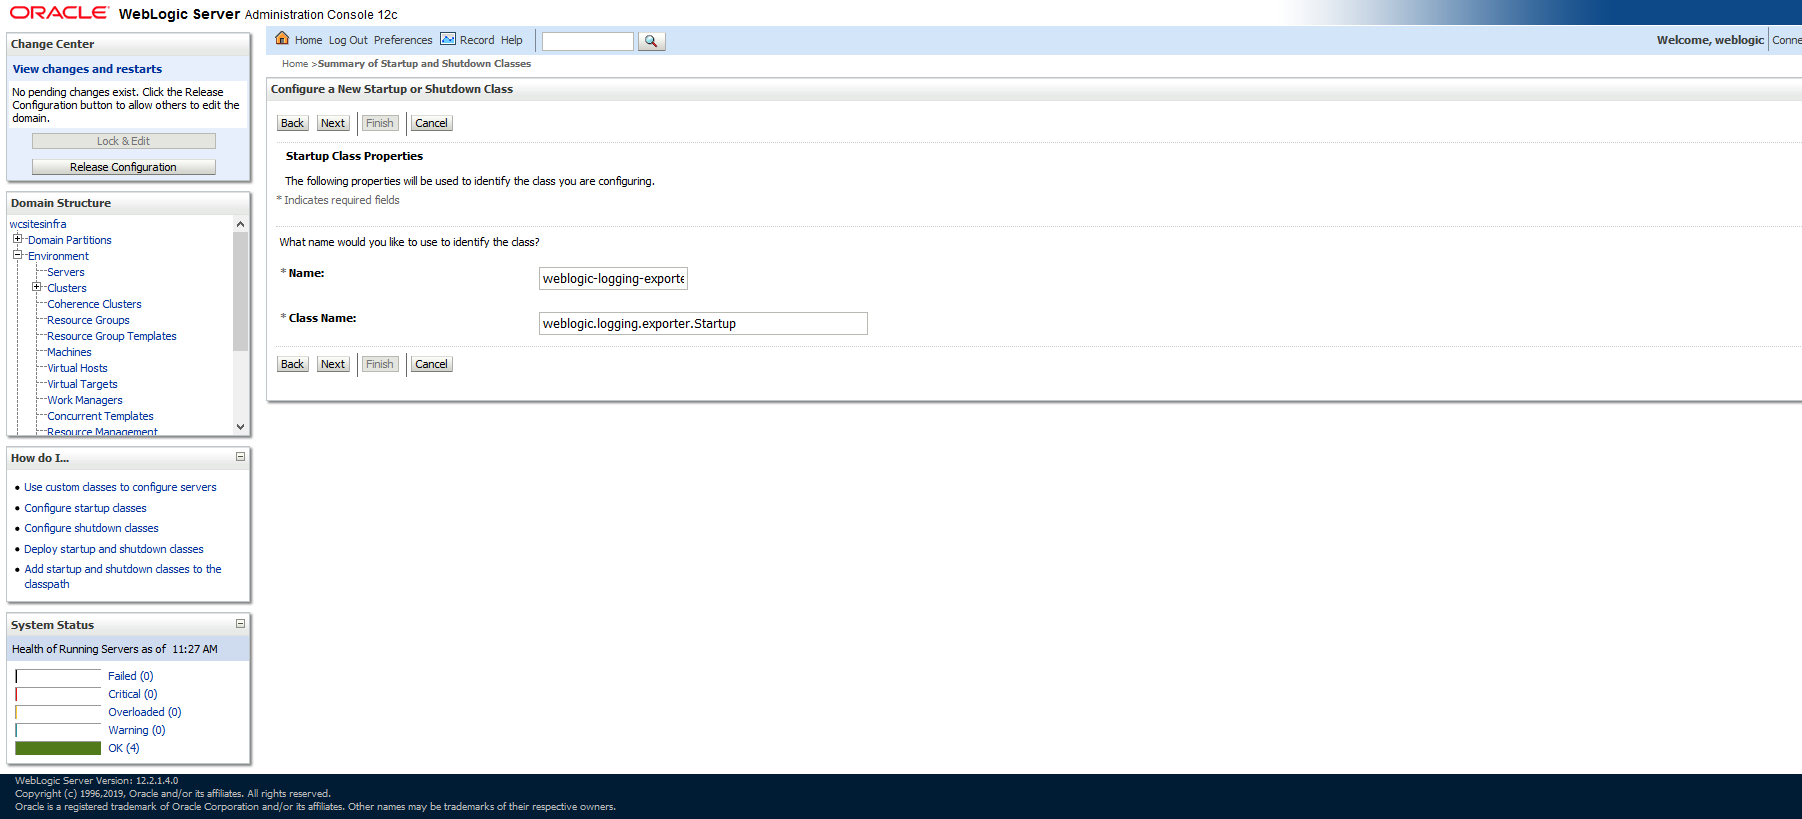 ORACLE WebLogic Server Administration Console 12c
Change Center
View changes and restarts
No pending changes exist. Click the Release
Configuration button to allow others to edit the
domain.
Lock & Edit
Release Configuration
Domain Structure
wcsitesinfra
Domain Partitions
Environment
Servers
Clusters
Coherence Clusters
Resource Groups
Resource Group Templates
Machines
Virtual Hosts
Virtual Targets
Work Managers
Concurrent Templates
Resource Management
How do I...
Use custom classes to configure servers
Configure startup classes
Configure shutdown classes
Deploy startup and shutdown classes
Add startup and shutdown classes to the
classpath
System Status
Health of Running Servers as of 11:27 AM
Failed (0)
Critical (0)
Overloaded (0)
Warning (0)
OK (4)
Home Log Out Preferences Record Help
Welcome, weblogic Conne
Home >Summary of Startup and Shutdown Classes
Configure a New Startup or Shutdown Class
Back Next Finish Cancel
Startup Class Properties
The following properties will be used to identify the class you are configuring.
* Indicates required fields
What name would you like to use to identify the class?
* Name: weblogic-logging-exporte
* Class Name: weblogic.logging.exporter.Startup
Back Next Finish Cancel
WebLogic Server Version: 12.2.1.4.0
Copyright (c) 1996,2019, Oracle and/or its affiliates. All rights reserved.
Oracle is a registered trademark of Oracle Corporation and/or its affiliates. Other names may be trademarks of their respective owners.